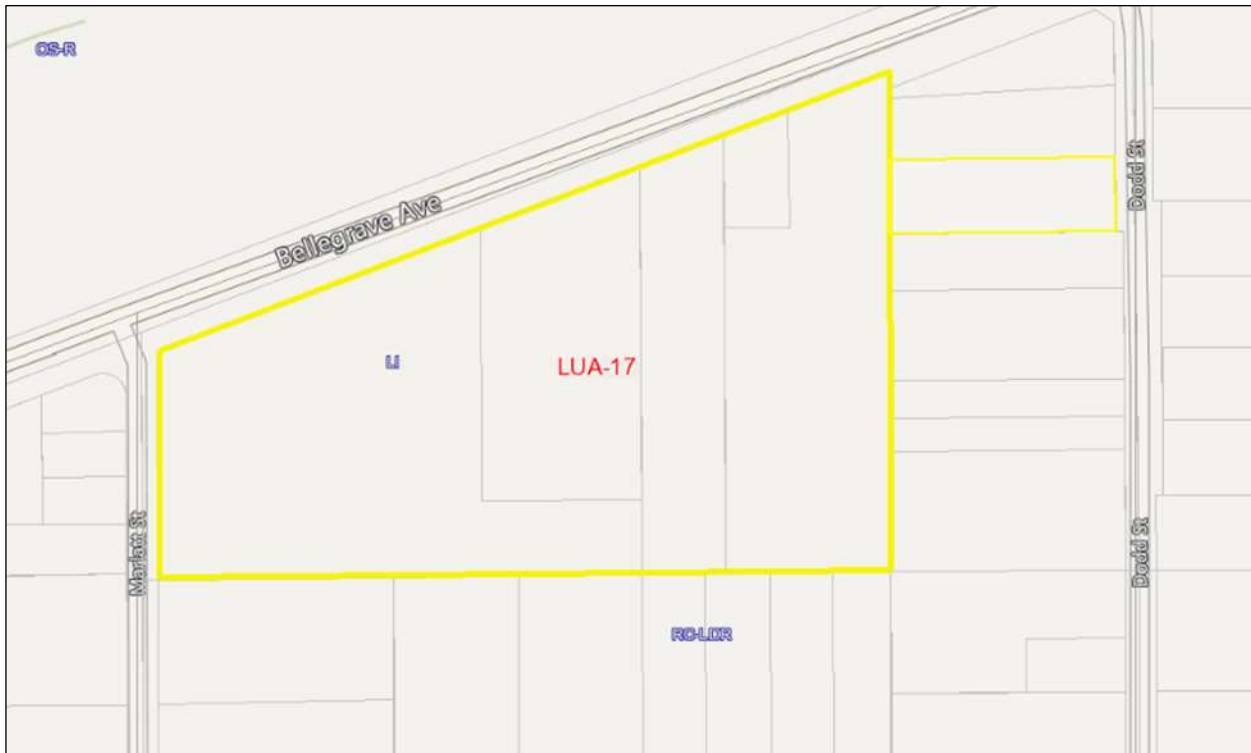 OS-R
Dodd St
Bellegrave Ave
LI
LUA-17
Marlatt St
Dodd St
RC-LDR